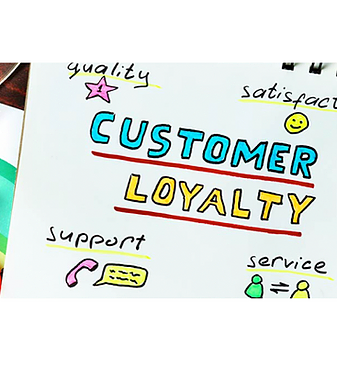 quality
satisfact
CUSTOMER
LOYALTY
support
service